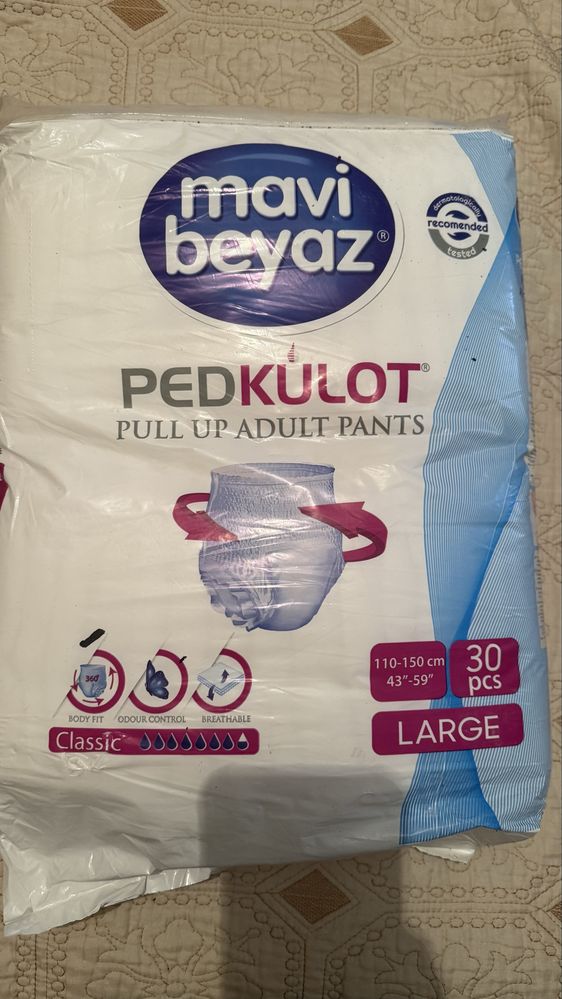 mavi
beyaz®
dermatologically
recomended
tested
PEDKÜLOT®
PULL UP ADULT PANTS
110-150 cm
43"-59"
30
pcs
LARGE
360°
BODY FIT
ODOUR CONTROL
BREATHABLE
Classic